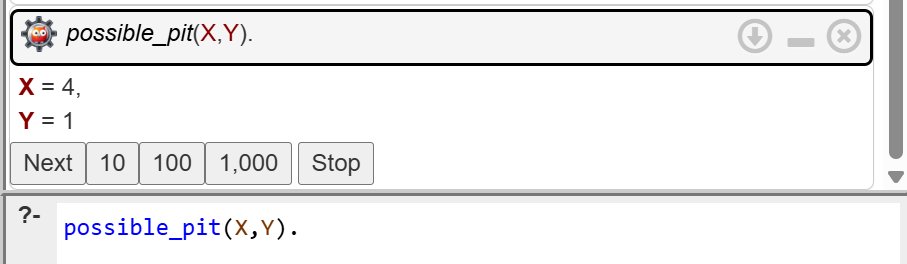 possible_pit(X,Y).
X = 4,
Y = 1
Next 10 100 1,000 Stop
?- possible_pit(X,Y).